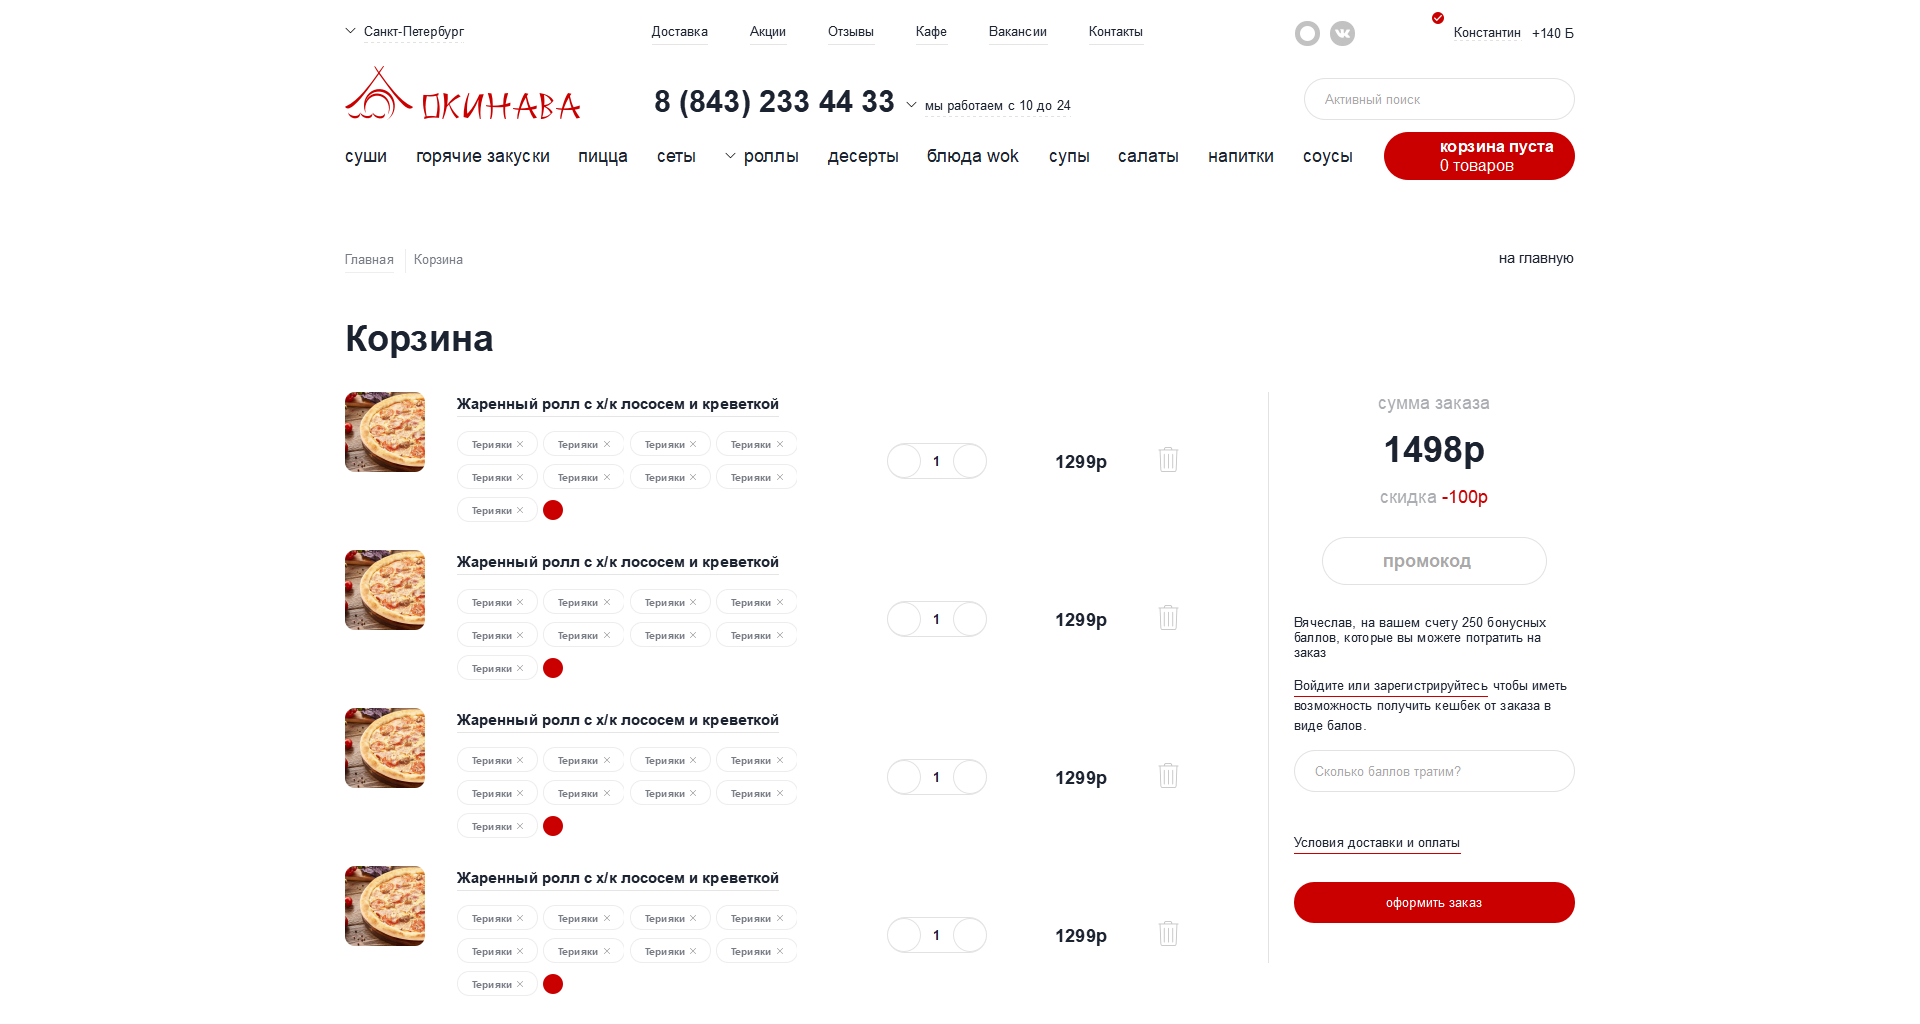 Санкт-Петербург
Доставка Акции Отзывы Кафе Вакансии Контакты
Константин +140 Б
ОКИНАВА
8 (843) 233 44 33
мы работаем с 10 до 24
Активный поиск
суши горячие закуски пицца сеты роллы десерты блюда wok супы салаты напитки соусы
корзина пуста
0 товаров
Главная Корзина
на главную
Корзина
Жаренный ролл с х/к лососем и креветкой
Терияки Терияки Терияки Терияки
Терияки Терияки Терияки Терияки
Терияки
1
1299р
Жаренный ролл с х/к лососем и креветкой
Терияки Терияки Терияки Терияки
Терияки Терияки Терияки Терияки
Терияки
1
1299р
Жаренный ролл с х/к лососем и креветкой
Терияки Терияки Терияки Терияки
Терияки Терияки Терияки Терияки
Терияки
1
1299р
Жаренный ролл с х/к лососем и креветкой
Терияки Терияки Терияки Терияки
Терияки Терияки Терияки Терияки
Терияки
1
1299р
сумма заказа
1498р
скидка -100р
промокод
Вячеслав, на вашем счету 250 бонусных
баллов, которые вы можете потратить на
заказ
Войдите или зарегистрируйтесь чтобы иметь
возможность получить кешбек от заказа в
виде балов.
Сколько баллов тратим?
Условия доставки и оплаты
оформить заказ